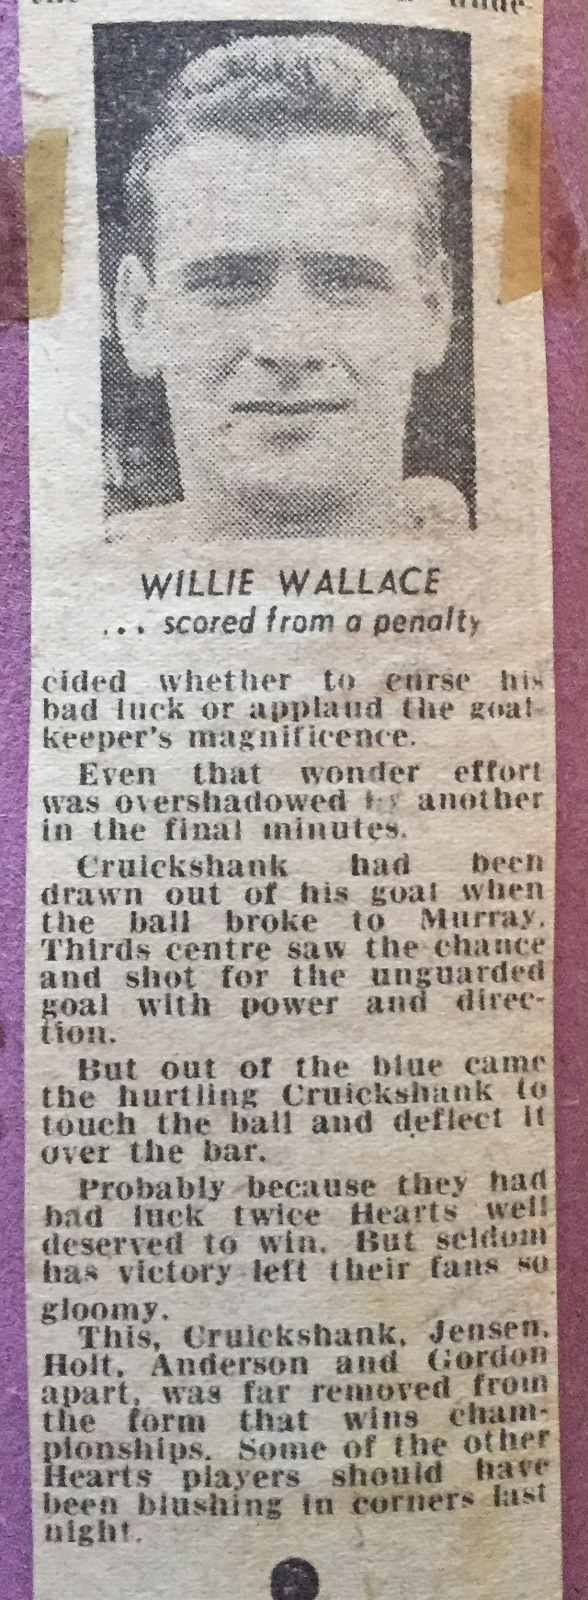 WILLIE WALLACE
... scored from a penalty
cided whether to curse his
bad luck or applaud the goal-
keeper's magnificence.
Even that wonder effort
was overshadowed by another
in the final minutes.
Cruickshank had been
drawn out of his goal when
the ball broke to Murray.
Thirds centre saw the chance
and shot for the unguarded
goal with power and direc-
tion.
But out of the blue came
the hurtling Cruickshank to
touch the ball and deflect it
over the bar.
Probably because they had
bad luck twice Hearts well
deserved to win. But seldom
has victory left their fans so
gloomy.
This, Cruickshank, Jensen,
Holt, Anderson and Gordon
apart, was far removed from
the form that wins cham-
pionships. Some of the other
Hearts players should have
been blushing in corners last
night.